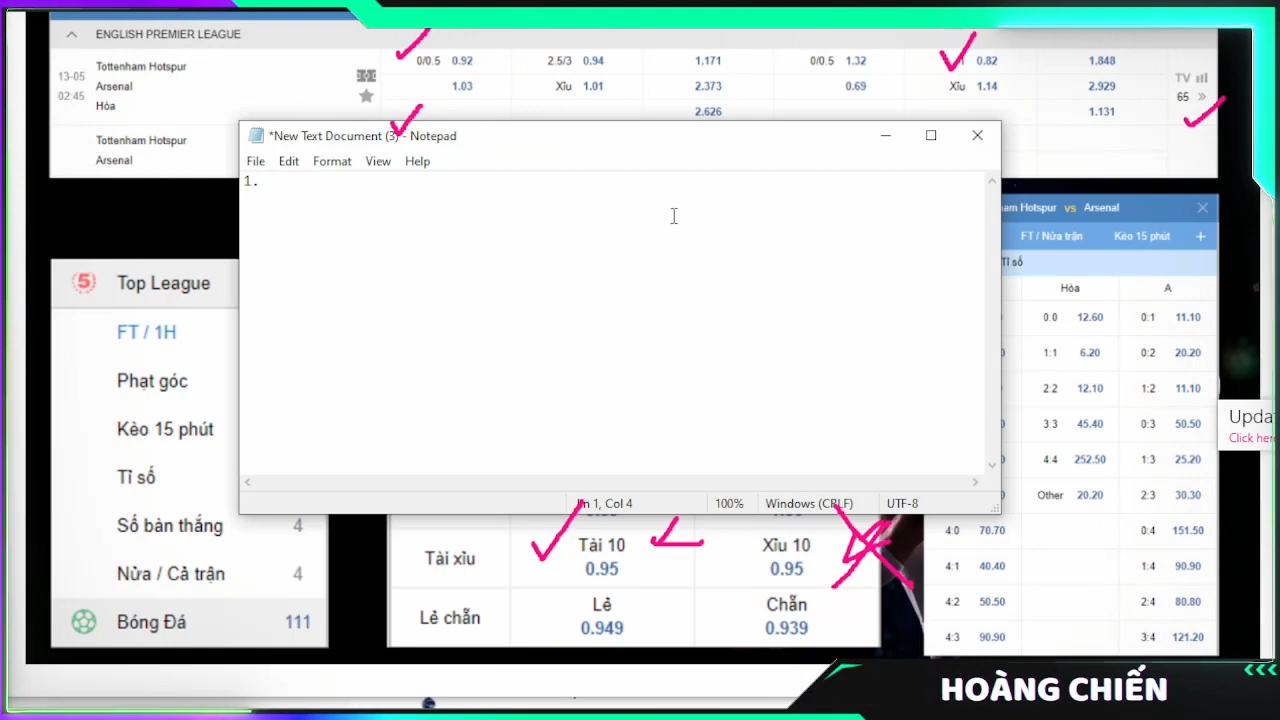 ENGLISH PREMIER LEAGUE
13-05
02:45
Tottenham Hotspur
Arsenal
Hòa
0/0.5 0.92 2.5/3 0.94 1.171 0/0.5 1.32 0.82 1.848
1.03 Xỉu 1.01 2.373 0.69 Xỉu 1.14 2.929
2.626 1.131
TV
65 »
Tottenham Hotspur
Arsenal
*New Text Document (3) - Notepad
File Edit Format View Help
1.
Ln 1, Col 4 100% Windows (CRLF) UTF-8
Top League
FT / 1H
Phạt góc
Kèo 15 phút
Tỉ số
Số bàn thắng 4
Nửa / Cả trận 4
Bóng Đá 111
Tài xỉu Tài 10 Xỉu 10
0.95 0.95
Lẻ chẵn Lẻ Chẵn
0.949 0.939
Hotspur vs Arsenal
FT / Nửa trận Kèo 15 phút +
Tỉ số
Hòa A
0:0 12.60 0:1 11.10
1:1 6.20 0:2 20.20
2:2 12.10 1:2 11.10
3:3 45.40 0:3 50.50
4:4 252.50 1:3 25.20
Other 20.20 2:3 30.30
4:0 70.70 0:4 151.50
4:1 40.40 1:4 90.90
4:2 50.50 2:4 80.80
4:3 90.90 3:4 121.20
Click
HOÀNG CHIẾN